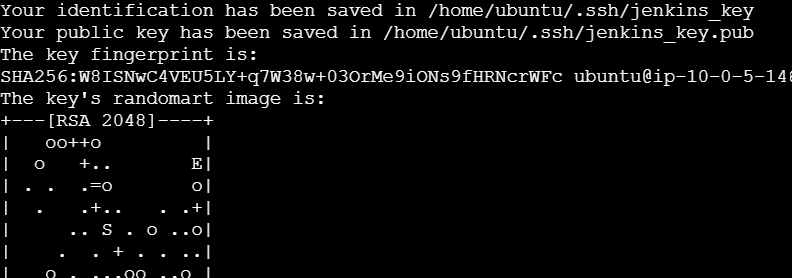 Your identification has been saved in /home/ubuntu/.ssh/jenkins_key
Your public key has been saved in /home/ubuntu/.ssh/jenkins_key.pub
The key fingerprint is:
SHA256:W8ISNwC4VEU5LY+q7W38w+03OrMe9iONs9fHRNcrWFc ubuntu@ip-10-0-5-146
The key's randomart image is:
+---[RSA 2048]----+
|   oo++o         |
|  o   +..       E|
| . .  .=o       o|
|  .   .+..   . .+|
|     .. S . o ..o|
|    .  . + . . ..|
|   o . ...oo ..o |